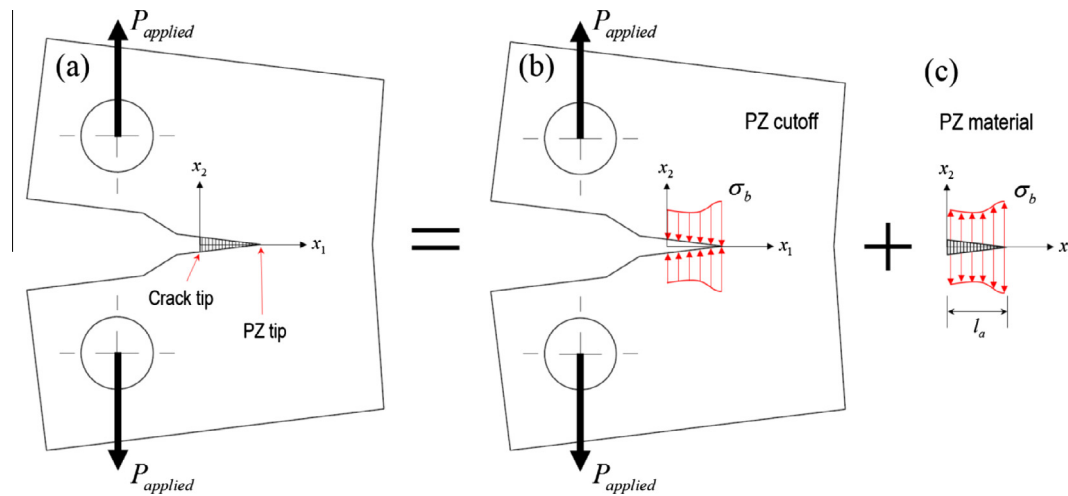 P_applied
(a)
x_2
x_1
Crack tip
PZ tip
P_applied
=
P_applied
(b)
PZ cutoff
x_2
σ_b
x_1
P_applied
+
(c)
PZ material
x_2
σ_b
x
l_a